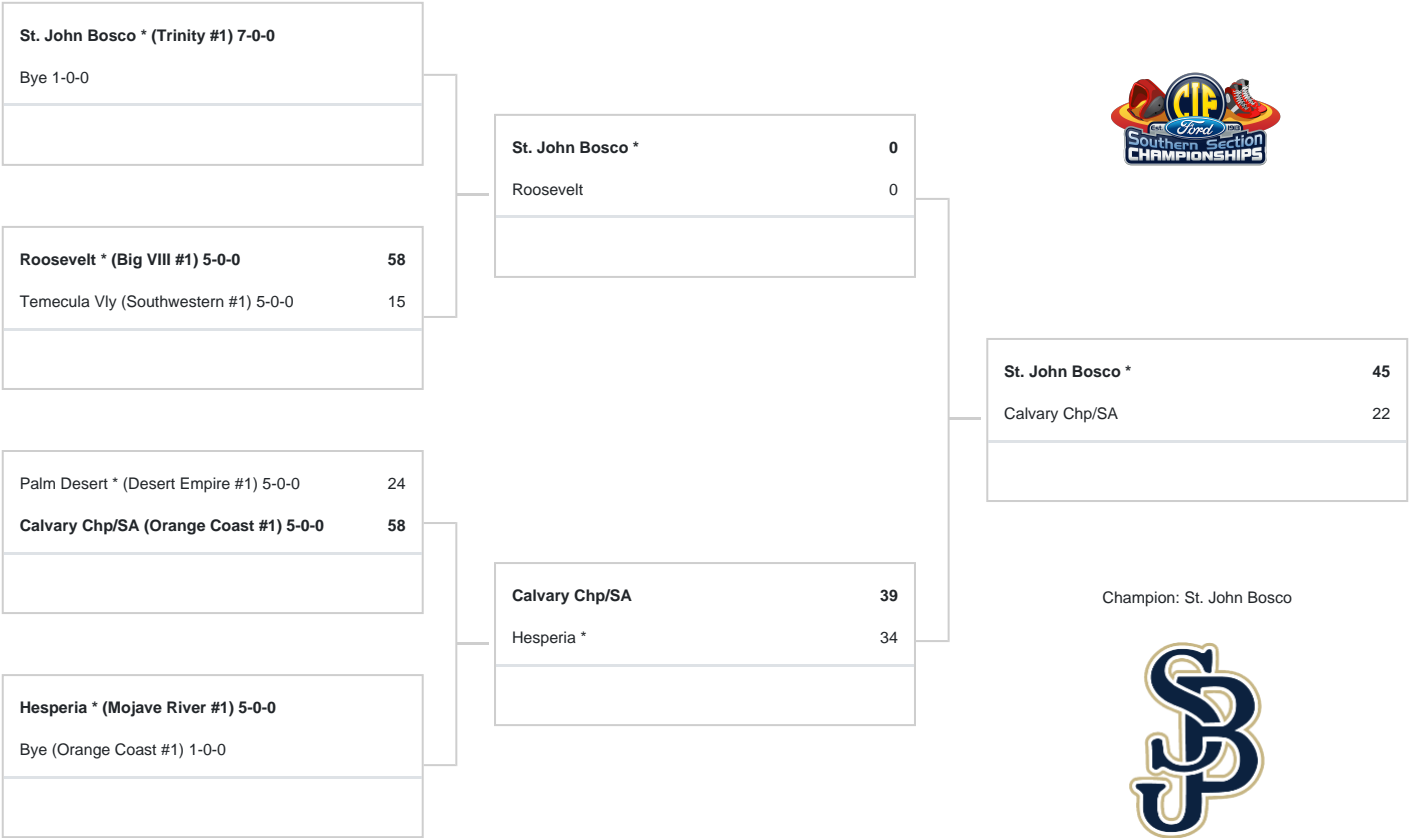 St. John Bosco * (Trinity #1) 7-0-0
Bye 1-0-0
Roosevelt * (Big VIII #1) 5-0-0 58
Temecula Vly (Southwestern #1) 5-0-0 15
Palm Desert * (Desert Empire #1) 5-0-0 24
Calvary Chp/SA (Orange Coast #1) 5-0-0 58
Hesperia * (Mojave River #1) 5-0-0
Bye (Orange Coast #1) 1-0-0
St. John Bosco * 0
Roosevelt 0
Calvary Chp/SA 39
Hesperia * 34
CIF
Est. Ford 1913
Southern Section
CHAMPIONSHIPS
St. John Bosco * 45
Calvary Chp/SA 22
Champion: St. John Bosco
SJB